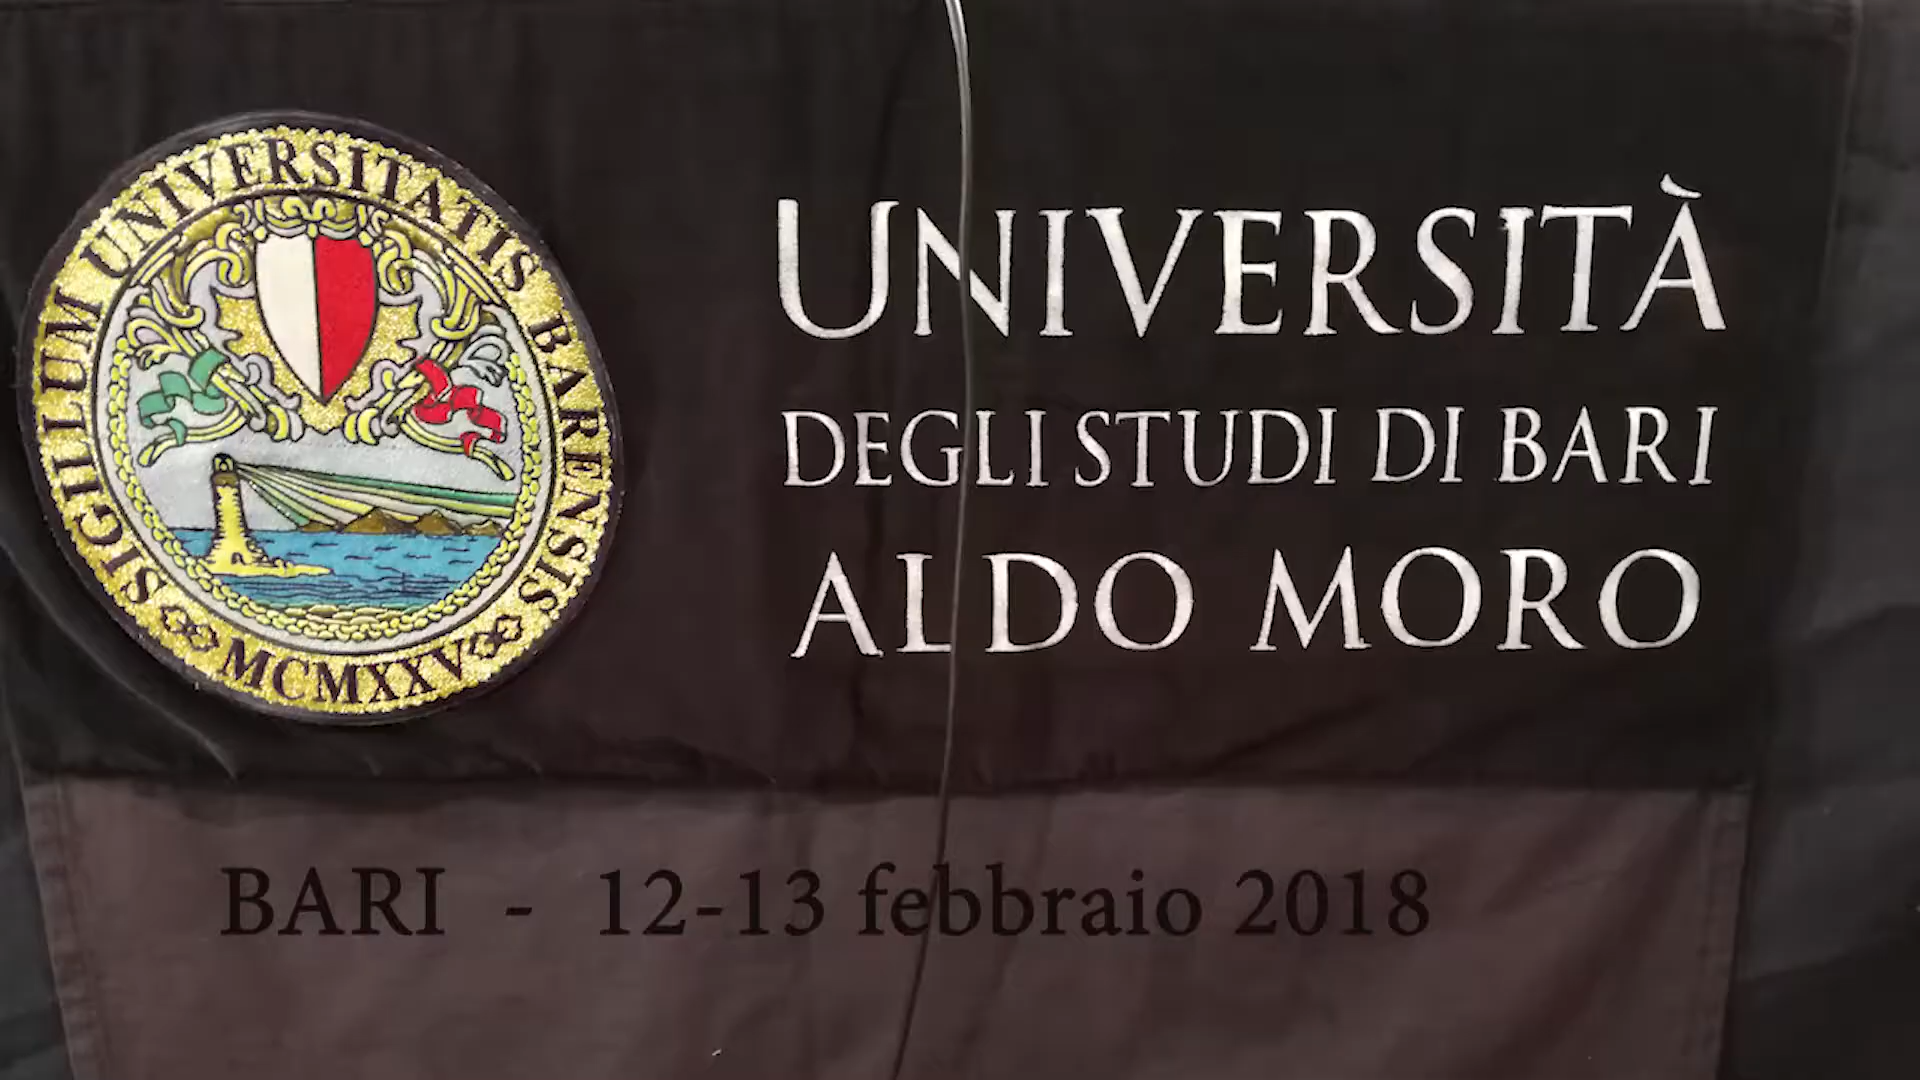 SIGILLUM UNIVERSITATIS BARENSIS
MCMXXV
UNIVERSITÀ
DEGLI STUDI DI BARI
ALDO MORO
BARI - 12-13 febbraio 2018